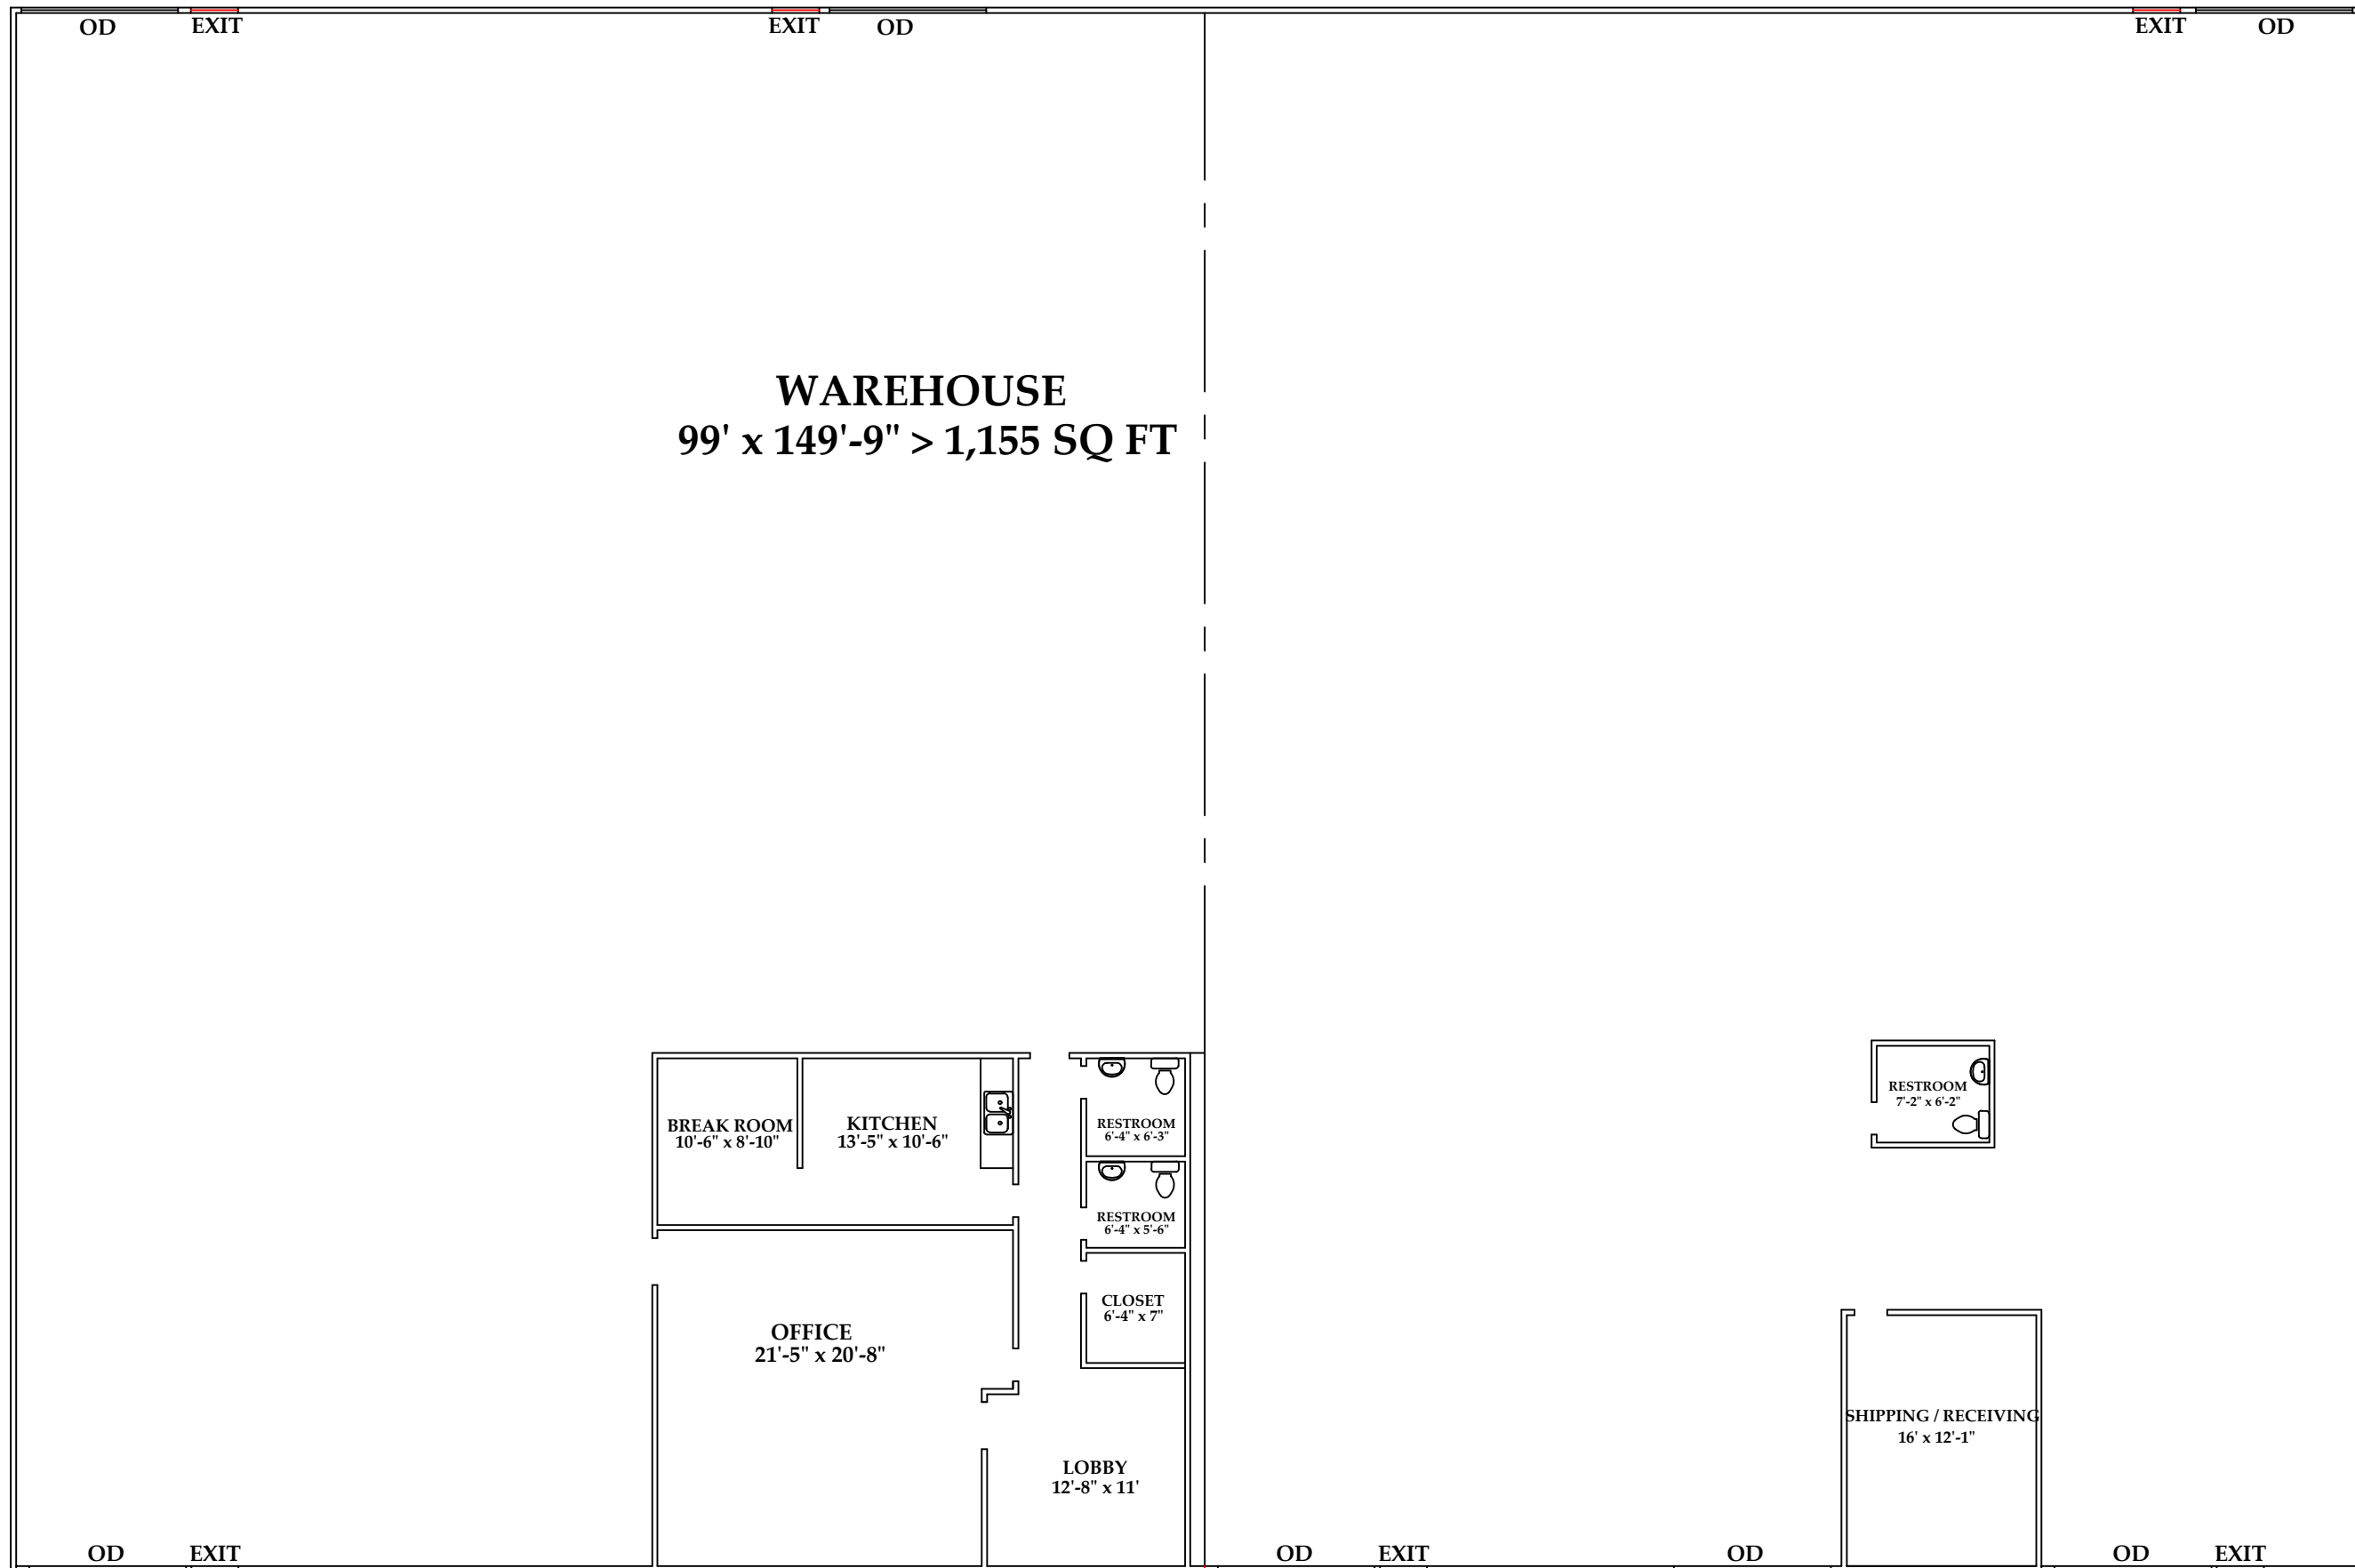 OD
EXIT
EXIT
OD
EXIT
OD
WAREHOUSE
99' x 149'-9" > 1,155 SQ FT
BREAK ROOM
10'-6" x 8'-10"
KITCHEN
13'-5" x 10'-6"
RESTROOM
6'-4" x 6'-3"
RESTROOM
7'-2" x 6'-2"
RESTROOM
6'-4" x 5'-6"
CLOSET
6'-4" x 7"
OFFICE
21'-5" x 20'-8"
SHIPPING / RECEIVING
16' x 12'-1"
LOBBY
12'-8" x 11'
OD
EXIT
OD
EXIT
OD
OD
EXIT